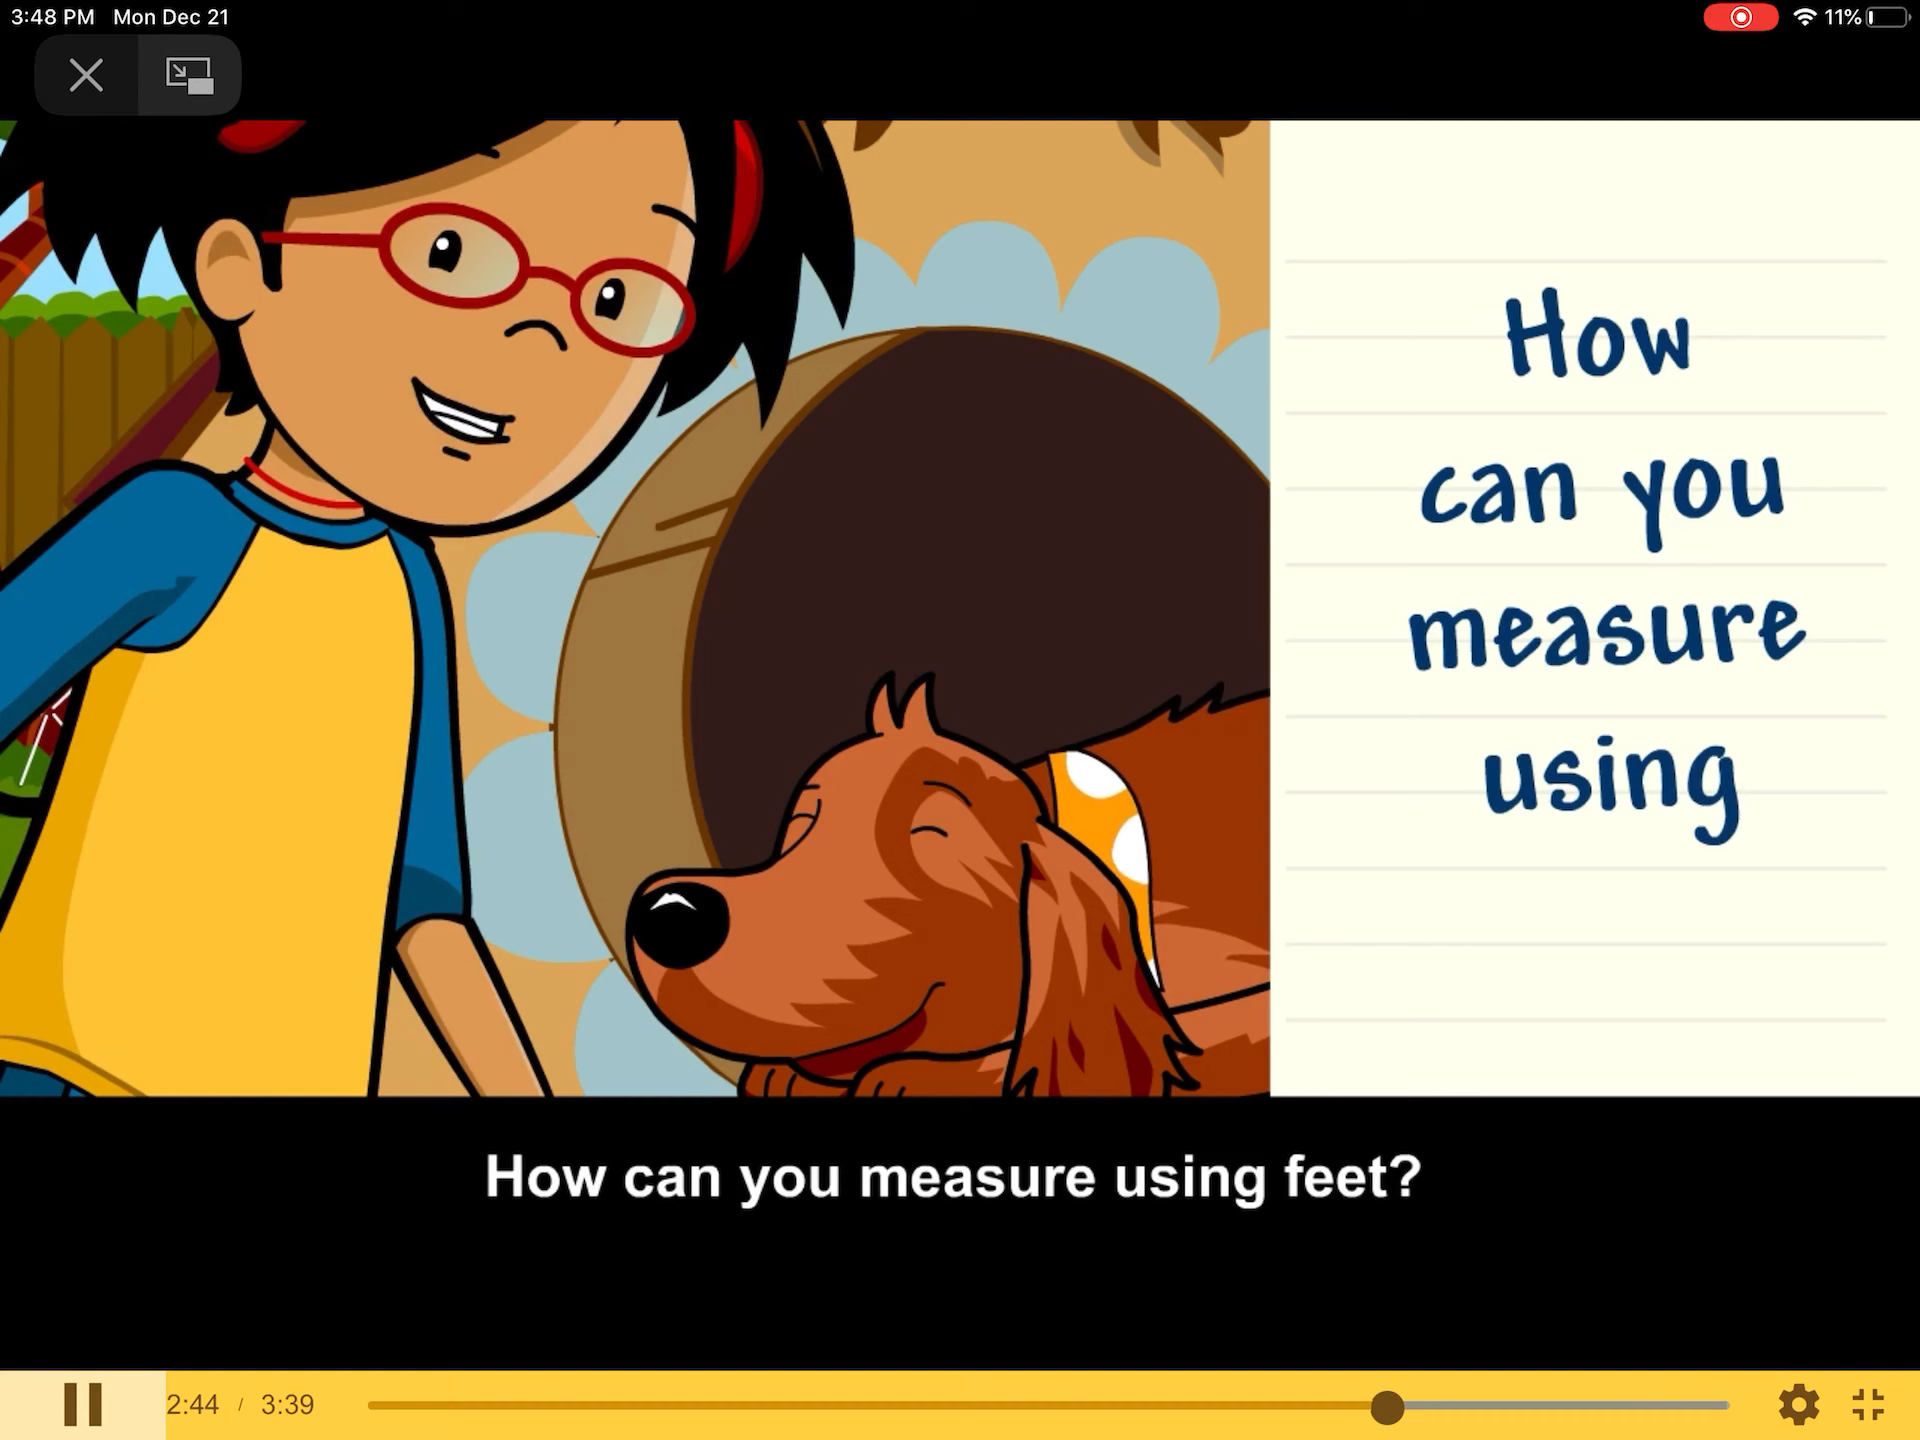 3:48 PM Mon Dec 21
11%
How
can you
measure
using
How can you measure using feet?
2:44 / 3:39